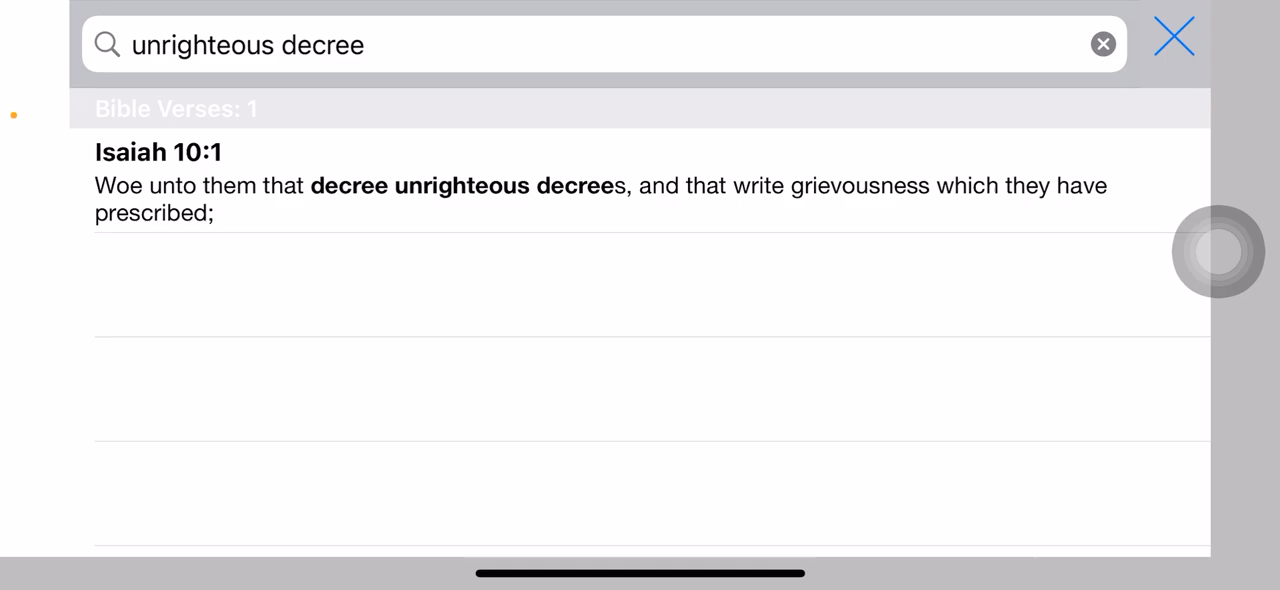 unrighteous decree
Bible Verses: 1
Isaiah 10:1
Woe unto them that decree unrighteous decrees, and that write grievousness which they have
prescribed;